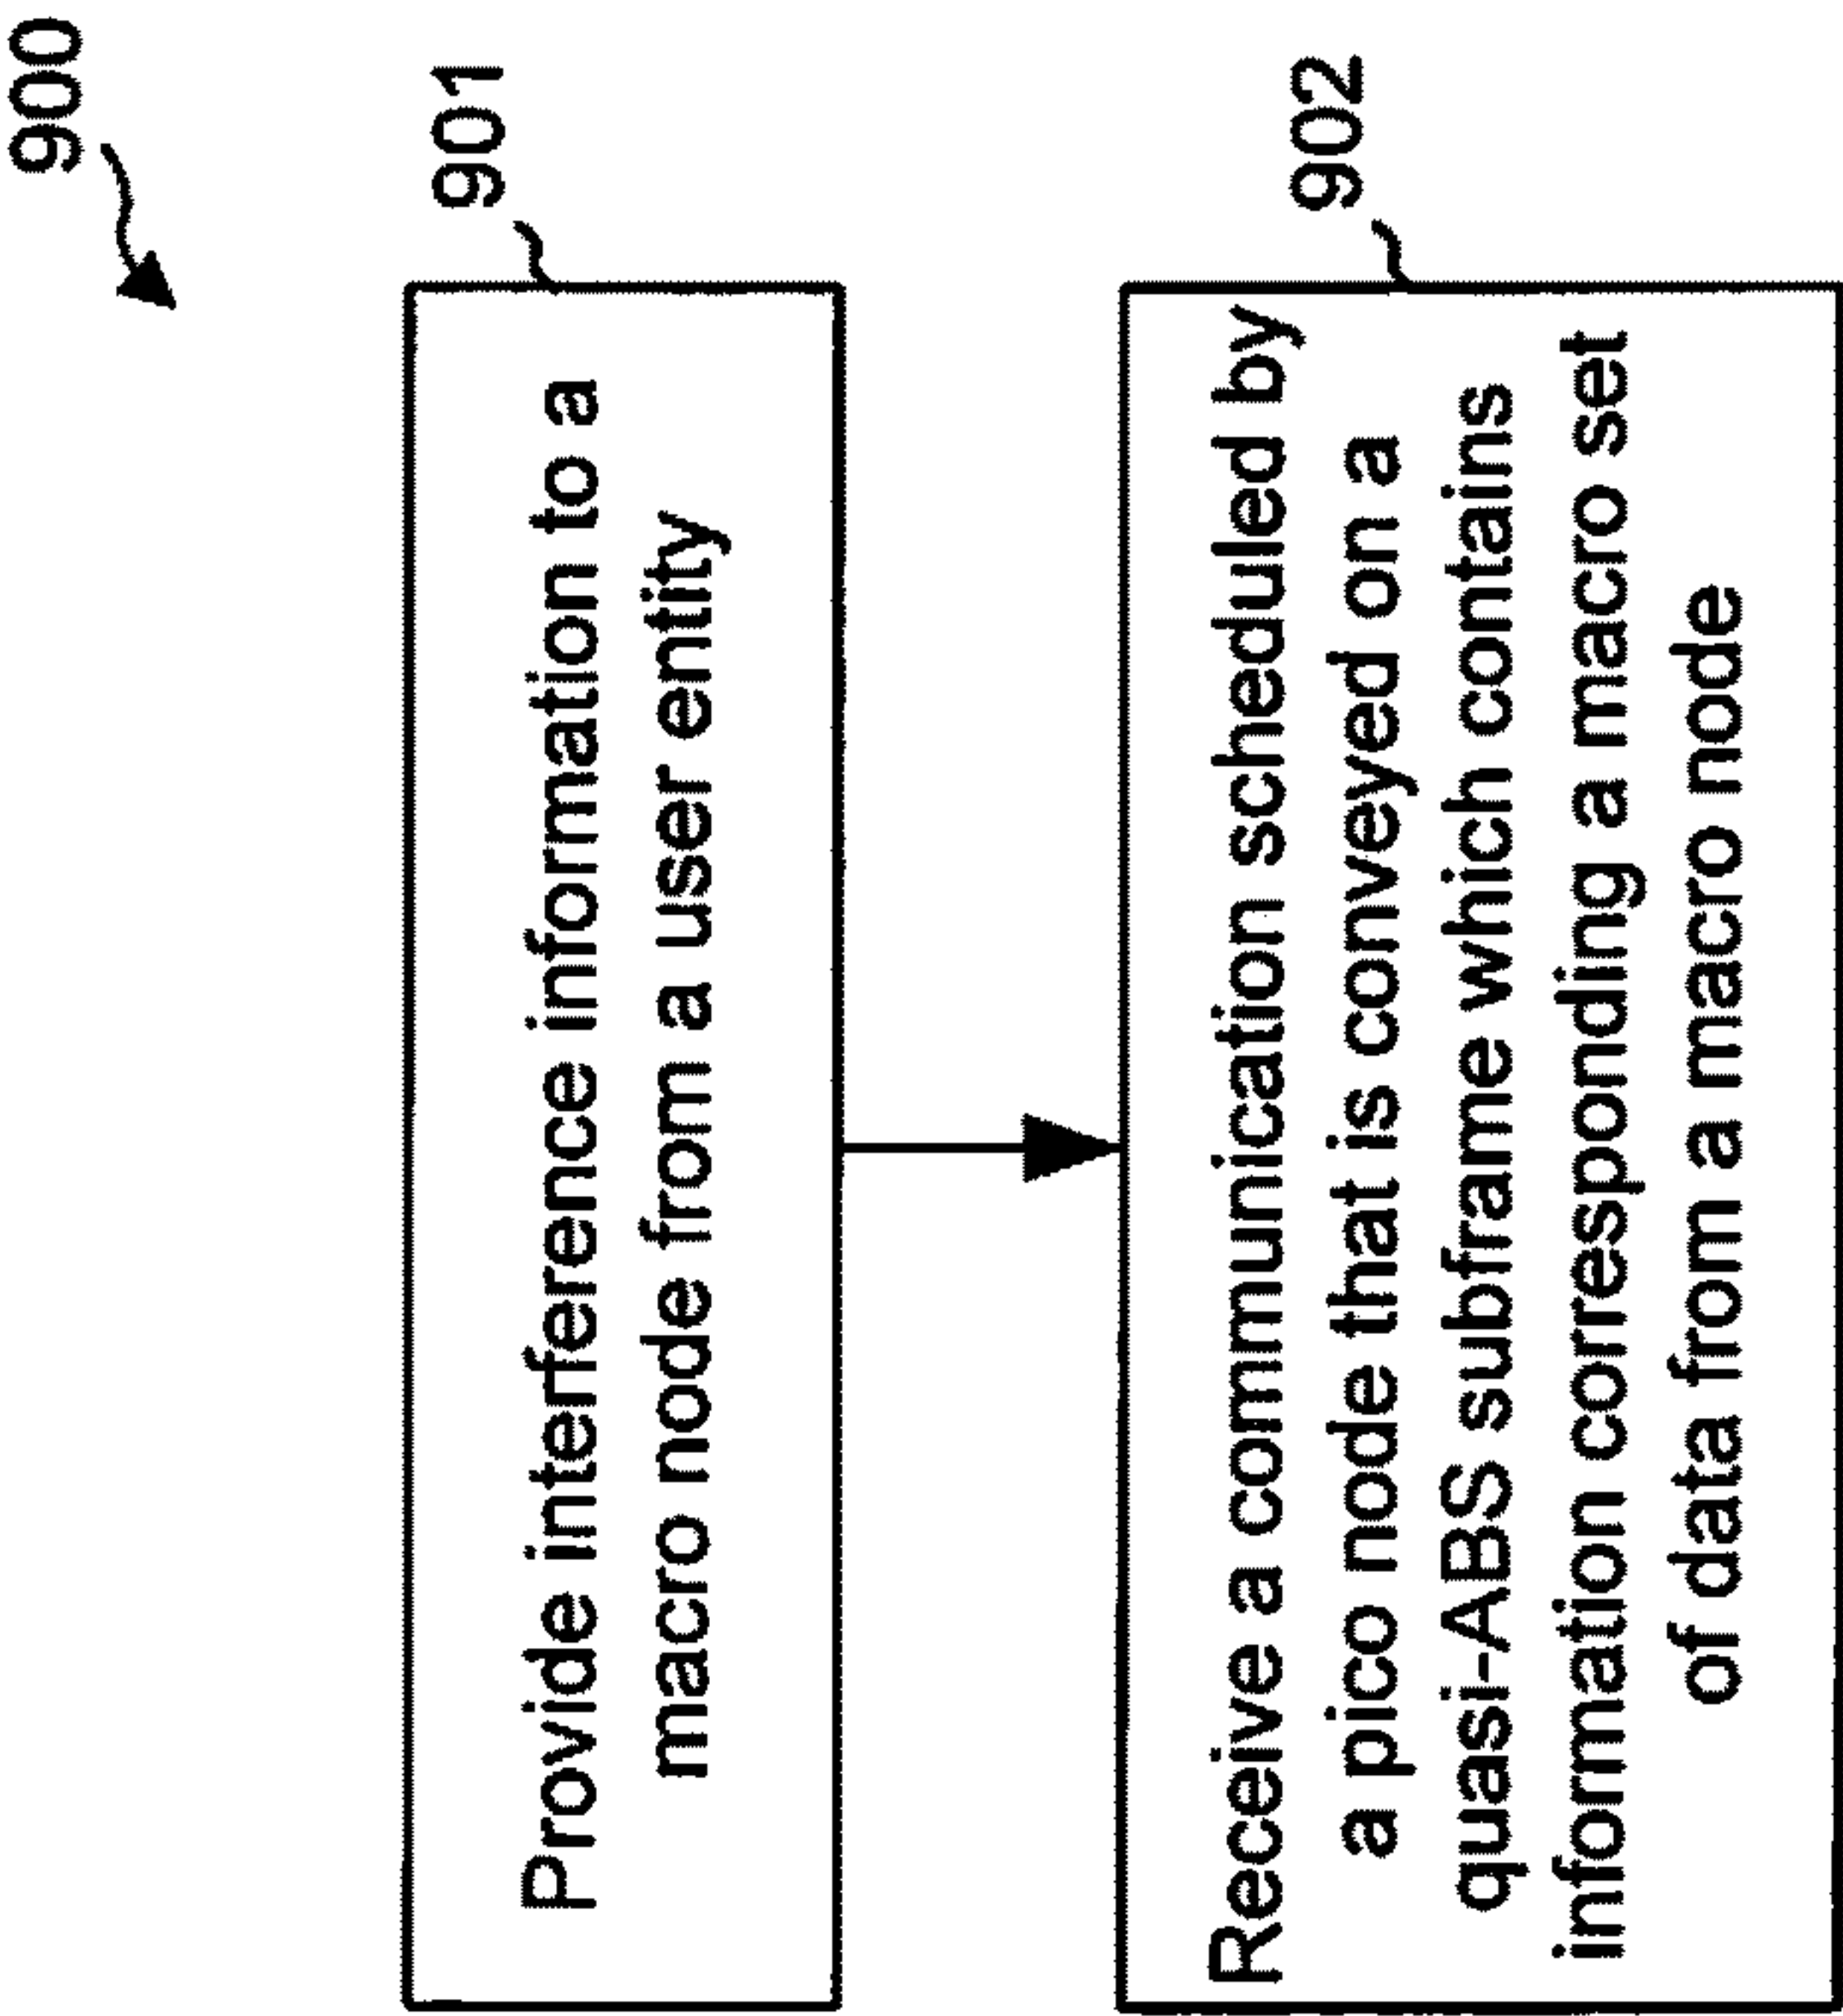 900
901
Provide interference information to a
macro node from a user entity
902
Receive a communication scheduled by
a pico node that is conveyed on a
quasi-ABS subframe which contains
information corresponding a macro set
of data from a macro node